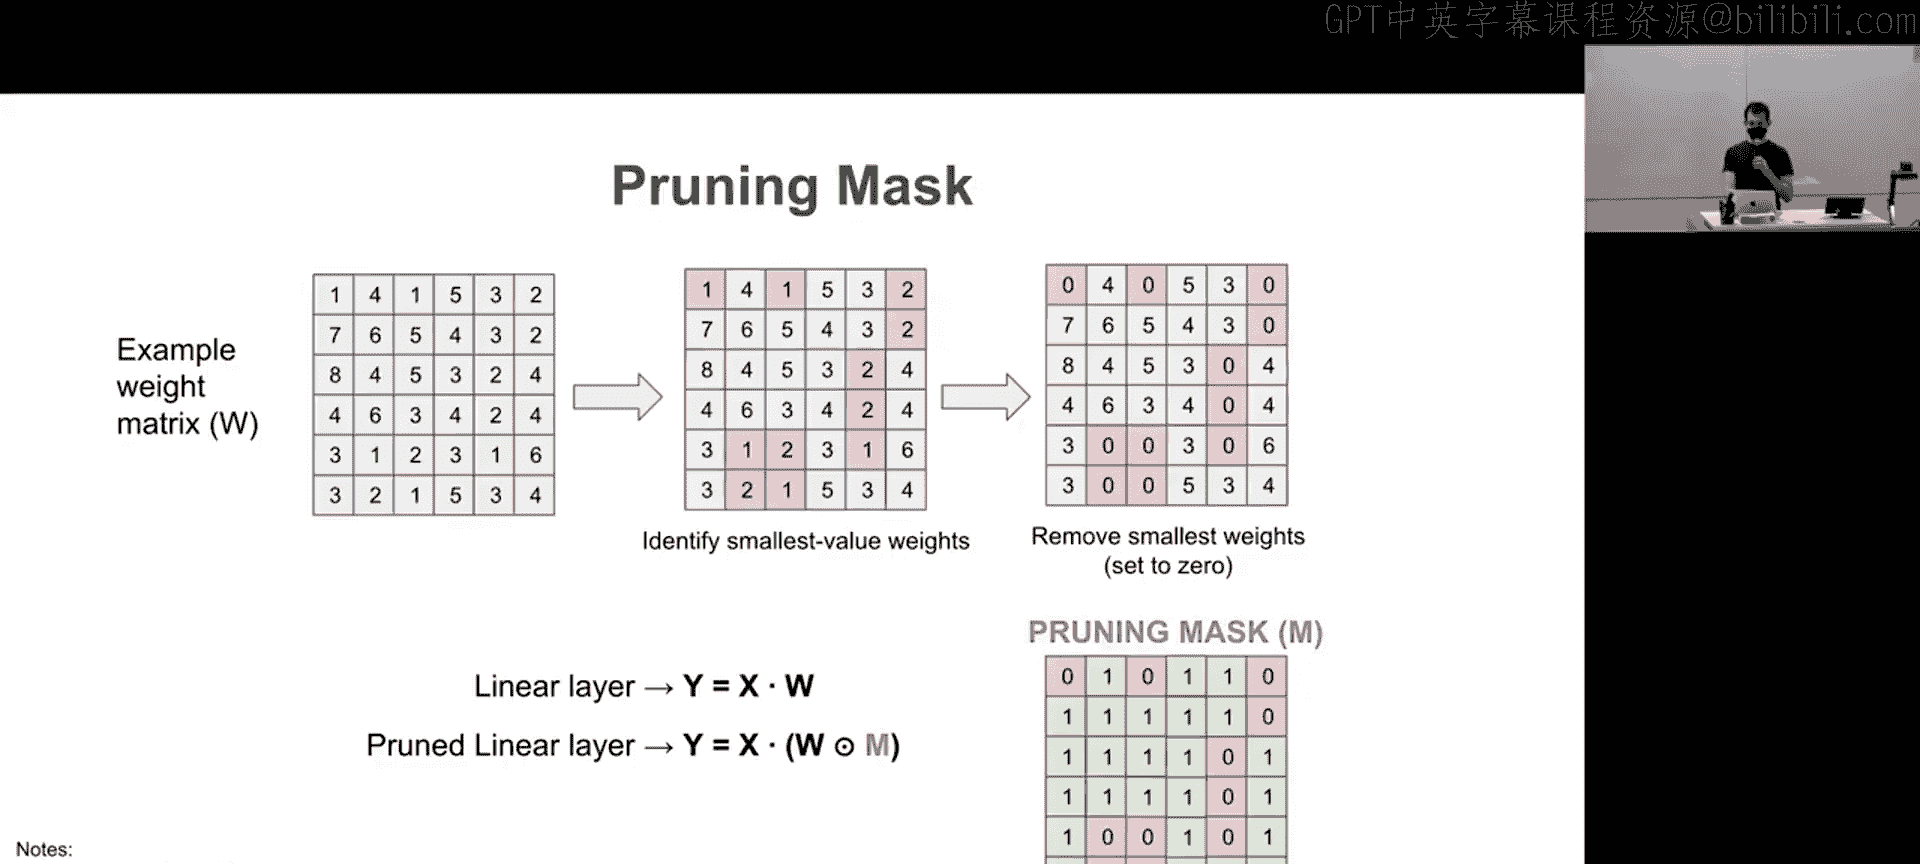 GPT中英字幕课程资源@bilibili.com
Pruning Mask
Example
weight
matrix (W)
1 4 1 5 3 2
7 6 5 4 3 2
8 4 5 3 2 4
4 6 3 4 2 4
3 1 2 3 1 6
3 2 1 5 3 4
1 4 1 5 3 2
7 6 5 4 3 2
8 4 5 3 2 4
4 6 3 4 2 4
3 1 2 3 1 6
3 2 1 5 3 4
Identify smallest-value weights
0 4 0 5 3 0
7 6 5 4 3 0
8 4 5 3 0 4
4 6 3 4 0 4
3 0 0 3 0 6
3 0 0 5 3 4
Remove smallest weights
(set to zero)
Linear layer → Y = X · W
Pruned Linear layer → Y = X · (W ⊙ M)
PRUNING MASK (M)
0 1 0 1 1 0
1 1 1 1 1 0
1 1 1 1 0 1
1 1 1 1 0 1
1 0 0 1 0 1
Notes: